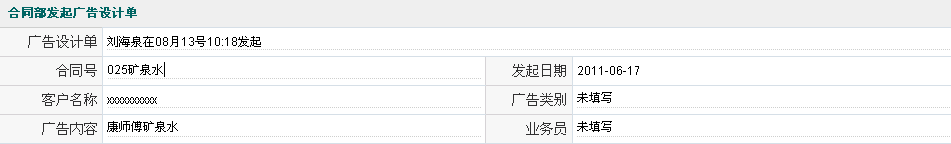 合同部发起广告设计单
广告设计单 刘海泉在08月13号10:18发起
合同号 025矿泉水 发起日期 2011-06-17
客户名称 xxxxxxxxxx 广告类别 未填写
广告内容 康师傅矿泉水 业务员 未填写